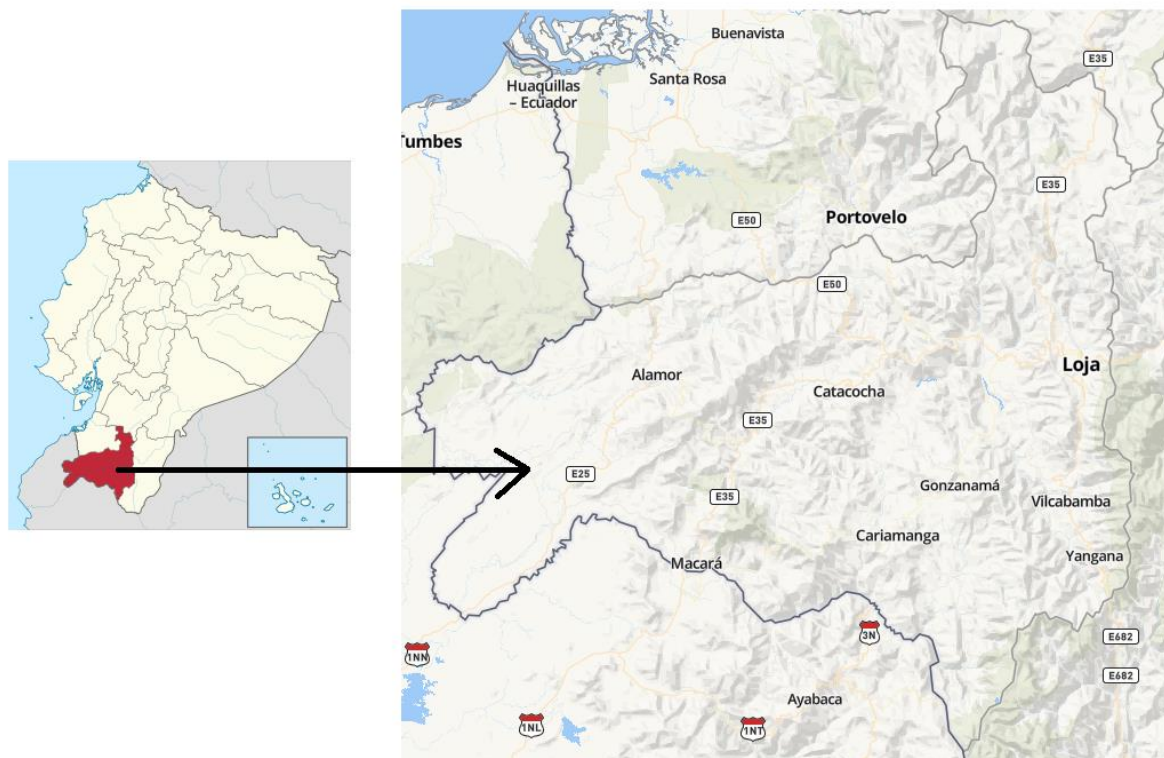 Buenavista
E35
Santa Rosa
Huaquillas
– Ecuador
Tumbes
E35
E50
Portovelo
E50
Loja
Alamor
Catacocha
E35
E25
Gonzanamá
E35
Vilcabamba
Cariamanga
Yangana
Macará
3N
E682
1NN
E682
Ayabaca
1NL
1NT